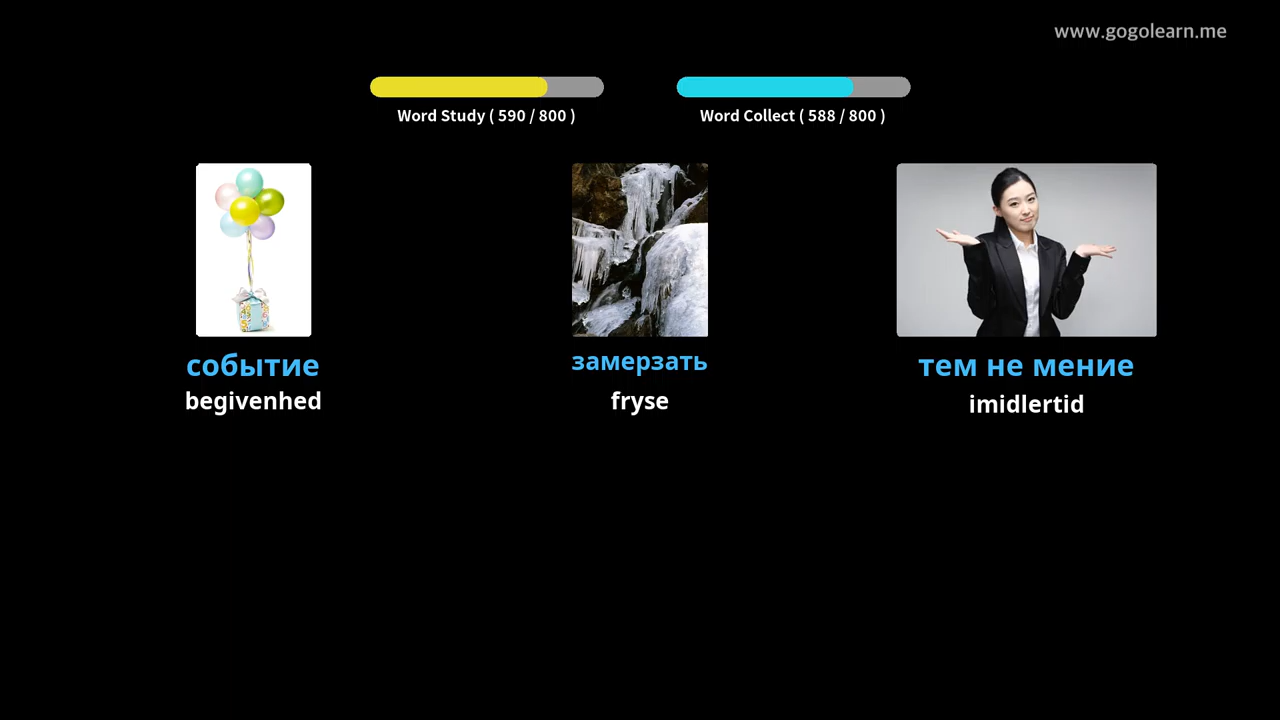 www.gogolearn.me
Word Study ( 590 / 800 )
Word Collect ( 588 / 800 )
событие
begivenhed
замерзать
fryse
тем не мение
imidlertid